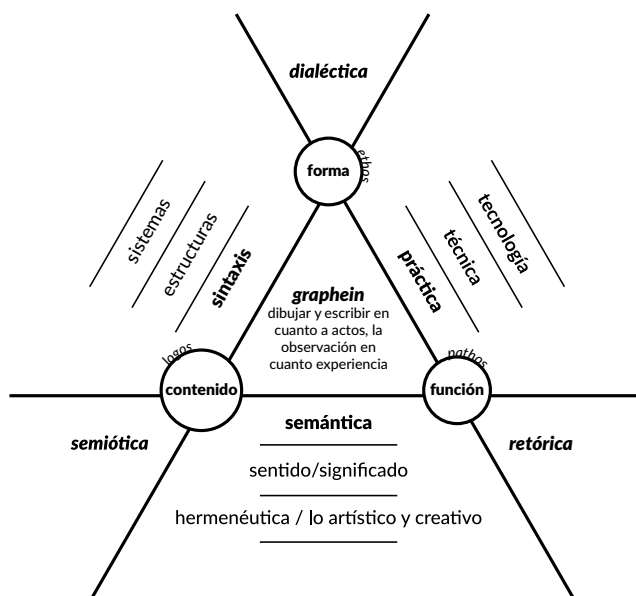 dialéctica
forma
ethos
sistemas
estructuras
sintaxis
práctica
técnica
tecnología
graphein
dibujar y escribir en
cuanto a actos, la
observación en
cuanto experiencia
logos
contenido
pathos
función
semiótica
semántica
retórica
sentido/significado
hermenéutica / lo artístico y creativo